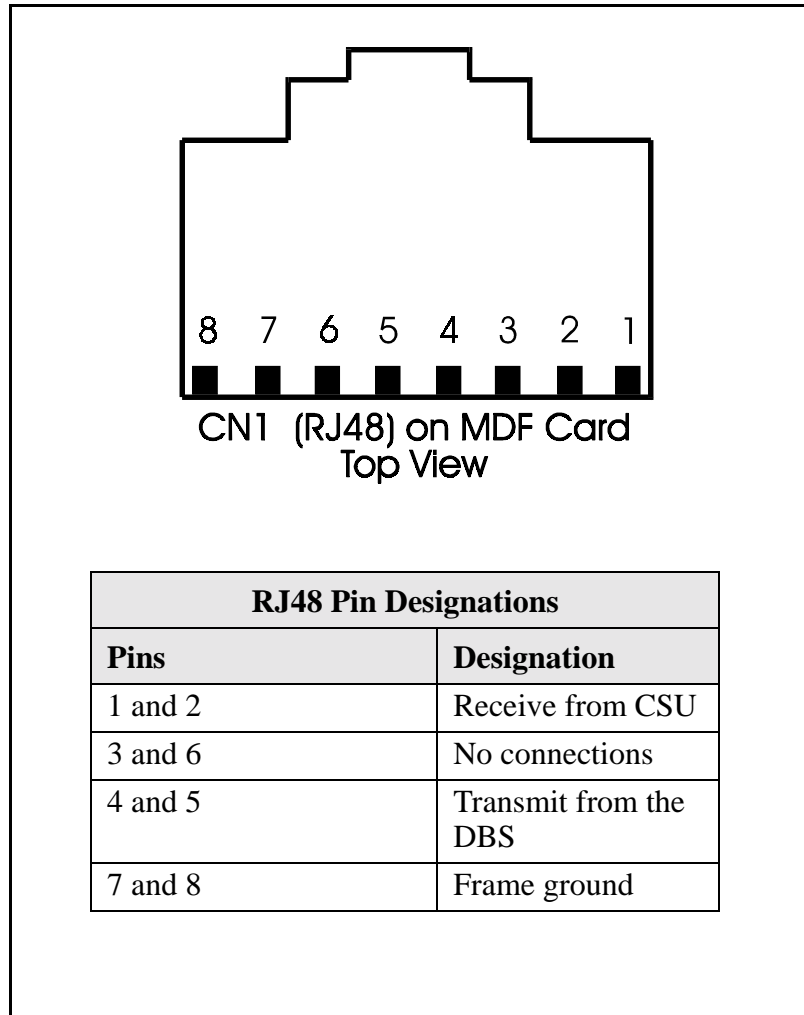 8 7 6 5 4 3 2 1
CN1 (RJ48) on MDF Card
Top View
RJ48 Pin Designations
Pins Designation
1 and 2 Receive from CSU
3 and 6 No connections
4 and 5 Transmit from the
DBS
7 and 8 Frame ground